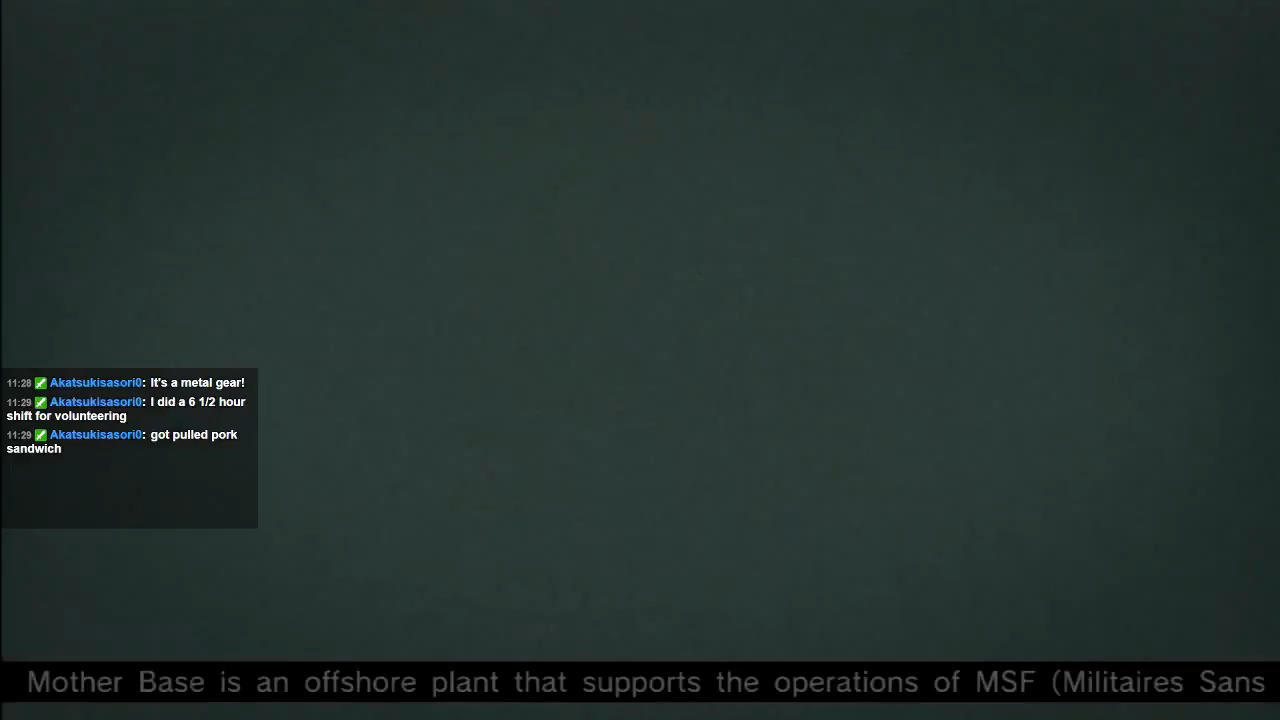 11:28 Akatsukisasori0: It's a metal gear!
11:29 Akatsukisasori0: I did a 6 1/2 hour
shift for volunteering
11:29 Akatsukisasori0: got pulled pork
sandwich
Mother Base is an offshore plant that supports the operations of MSF (Militaires Sans